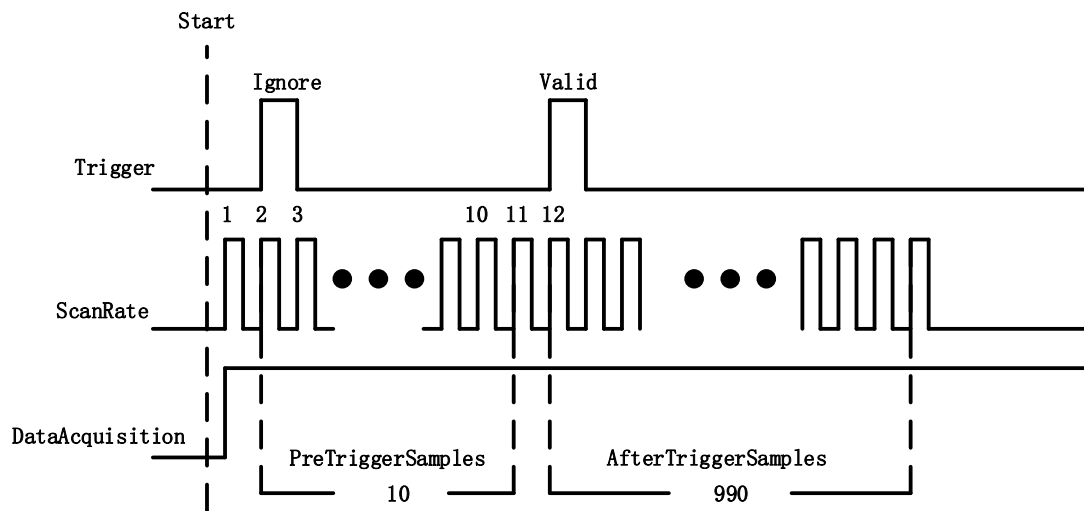 Start
Ignore
Valid
Trigger
1 2 3 10 11 12
ScanRate
DataAcquisition
PreTriggerSamples
10
AfterTriggerSamples
990